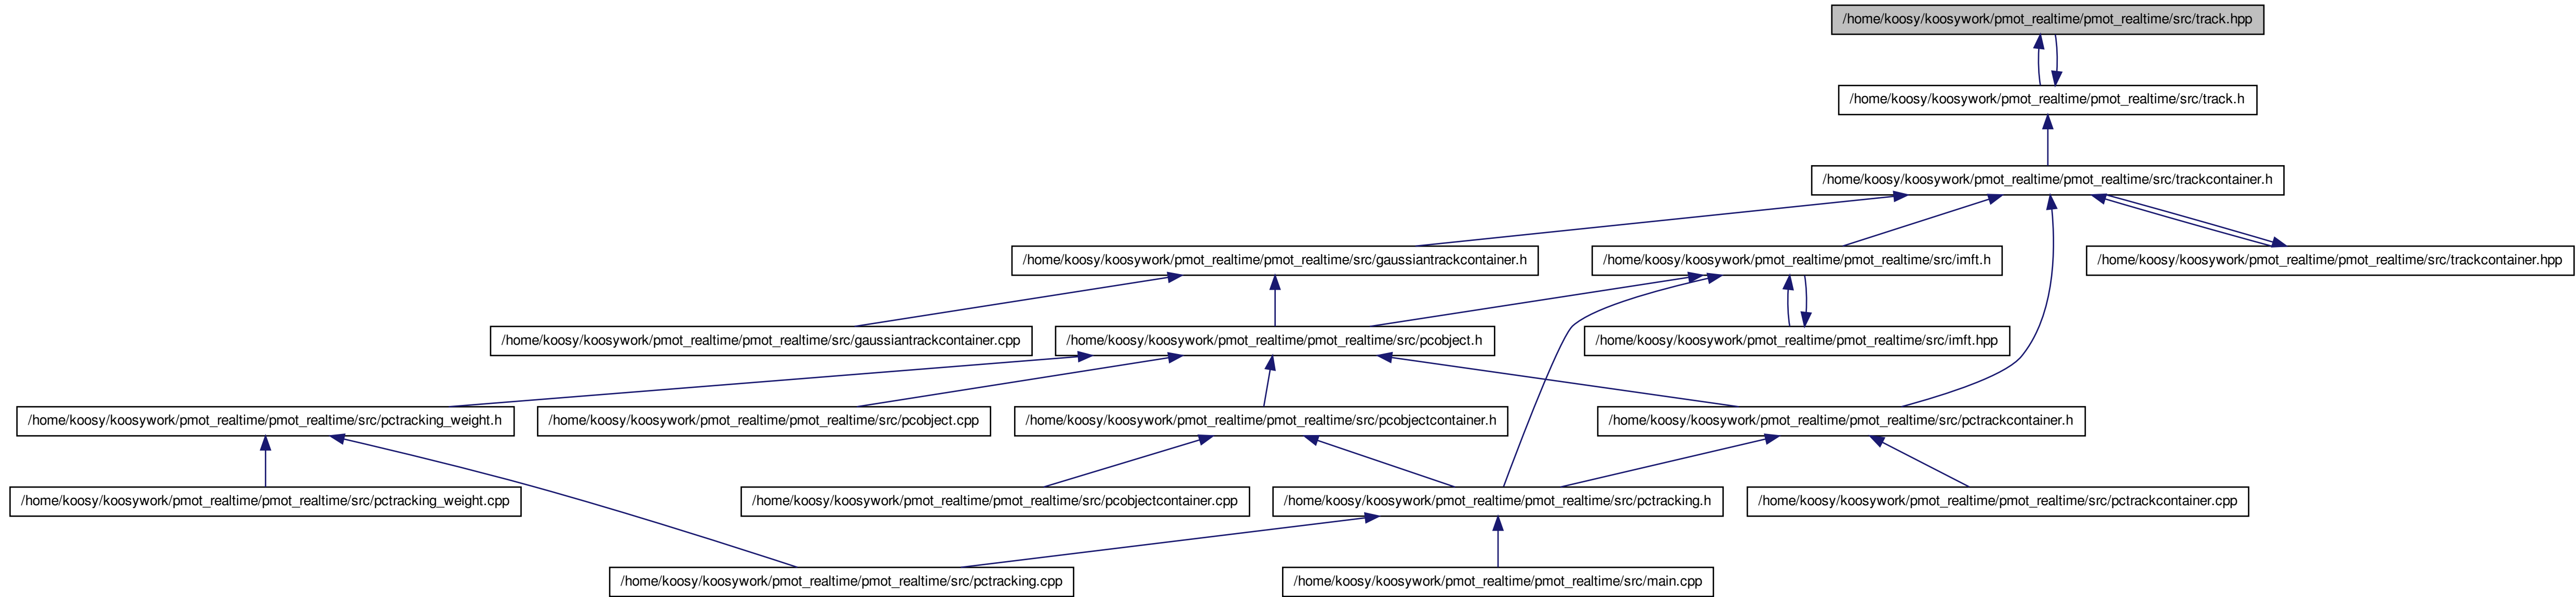 /home/koosy/koosywork/pmot_realtime/pmot_realtime/src/track.hpp
/home/koosy/koosywork/pmot_realtime/pmot_realtime/src/track.h
/home/koosy/koosywork/pmot_realtime/pmot_realtime/src/trackcontainer.h
/home/koosy/koosywork/pmot_realtime/pmot_realtime/src/gaussiantrackcontainer.h
/home/koosy/koosywork/pmot_realtime/pmot_realtime/src/imft.h
/home/koosy/koosywork/pmot_realtime/pmot_realtime/src/trackcontainer.hpp
/home/koosy/koosywork/pmot_realtime/pmot_realtime/src/gaussiantrackcontainer.cpp
/home/koosy/koosywork/pmot_realtime/pmot_realtime/src/pcobject.h
/home/koosy/koosywork/pmot_realtime/pmot_realtime/src/imft.hpp
/home/koosy/koosywork/pmot_realtime/pmot_realtime/src/pctracking_weight.h
/home/koosy/koosywork/pmot_realtime/pmot_realtime/src/pcobject.cpp
/home/koosy/koosywork/pmot_realtime/pmot_realtime/src/pcobjectcontainer.h
/home/koosy/koosywork/pmot_realtime/pmot_realtime/src/pctrackcontainer.h
/home/koosy/koosywork/pmot_realtime/pmot_realtime/src/pctracking_weight.cpp
/home/koosy/koosywork/pmot_realtime/pmot_realtime/src/pcobjectcontainer.cpp
/home/koosy/koosywork/pmot_realtime/pmot_realtime/src/pctracking.h
/home/koosy/koosywork/pmot_realtime/pmot_realtime/src/pctrackcontainer.cpp
/home/koosy/koosywork/pmot_realtime/pmot_realtime/src/pctracking.cpp
/home/koosy/koosywork/pmot_realtime/pmot_realtime/src/main.cpp